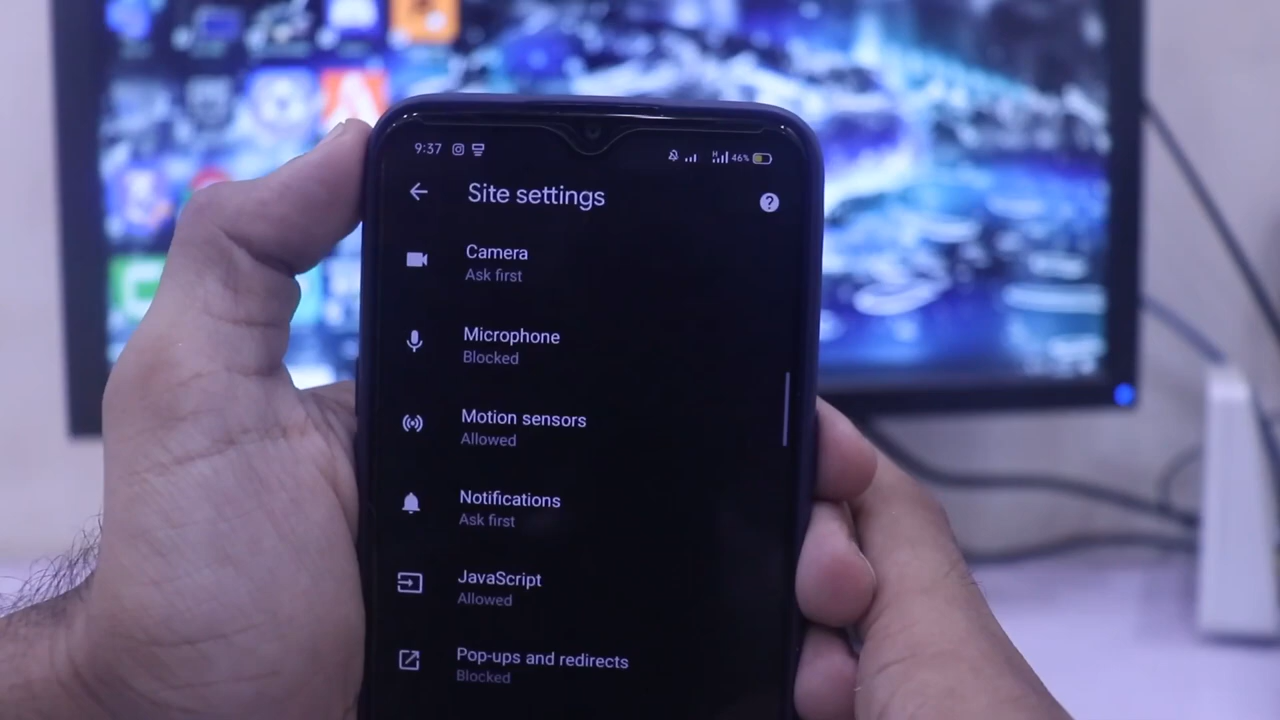 9:37
H 46%
Site settings
?
Camera
Ask first
Microphone
Blocked
Motion sensors
Allowed
Notifications
Ask first
JavaScript
Allowed
Pop-ups and redirects
Blocked